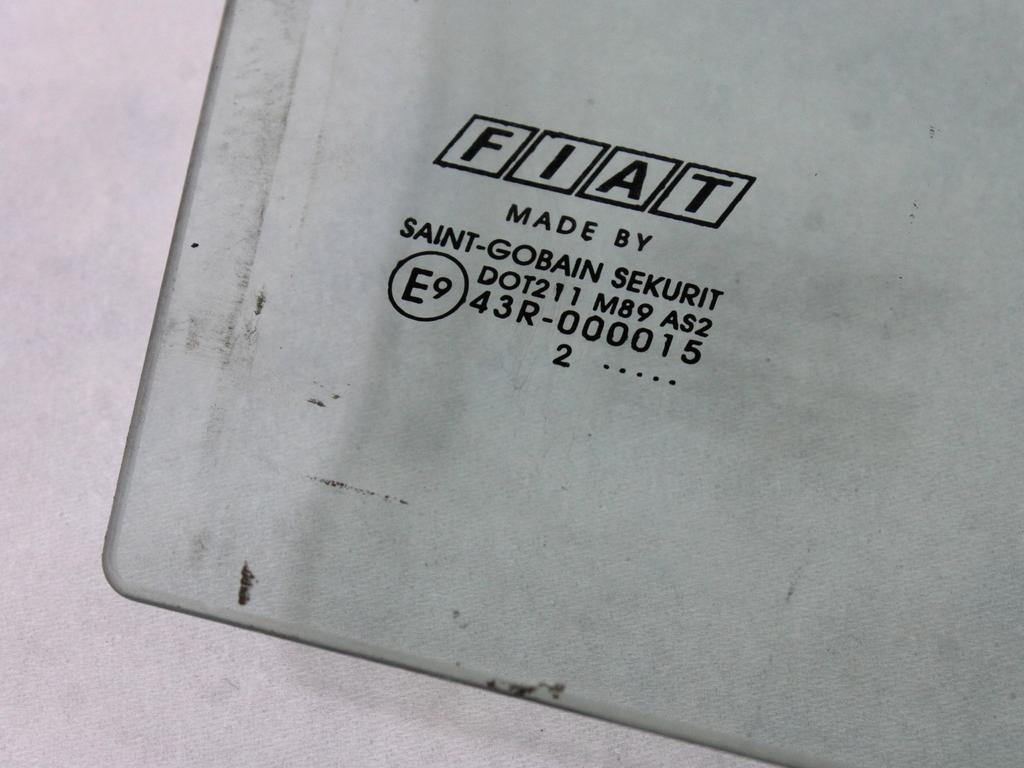 FIAT
MADE BY
SAINT-GOBAIN SEKURIT
E9 DOT211 M89 AS2
43R-000015
2 .....